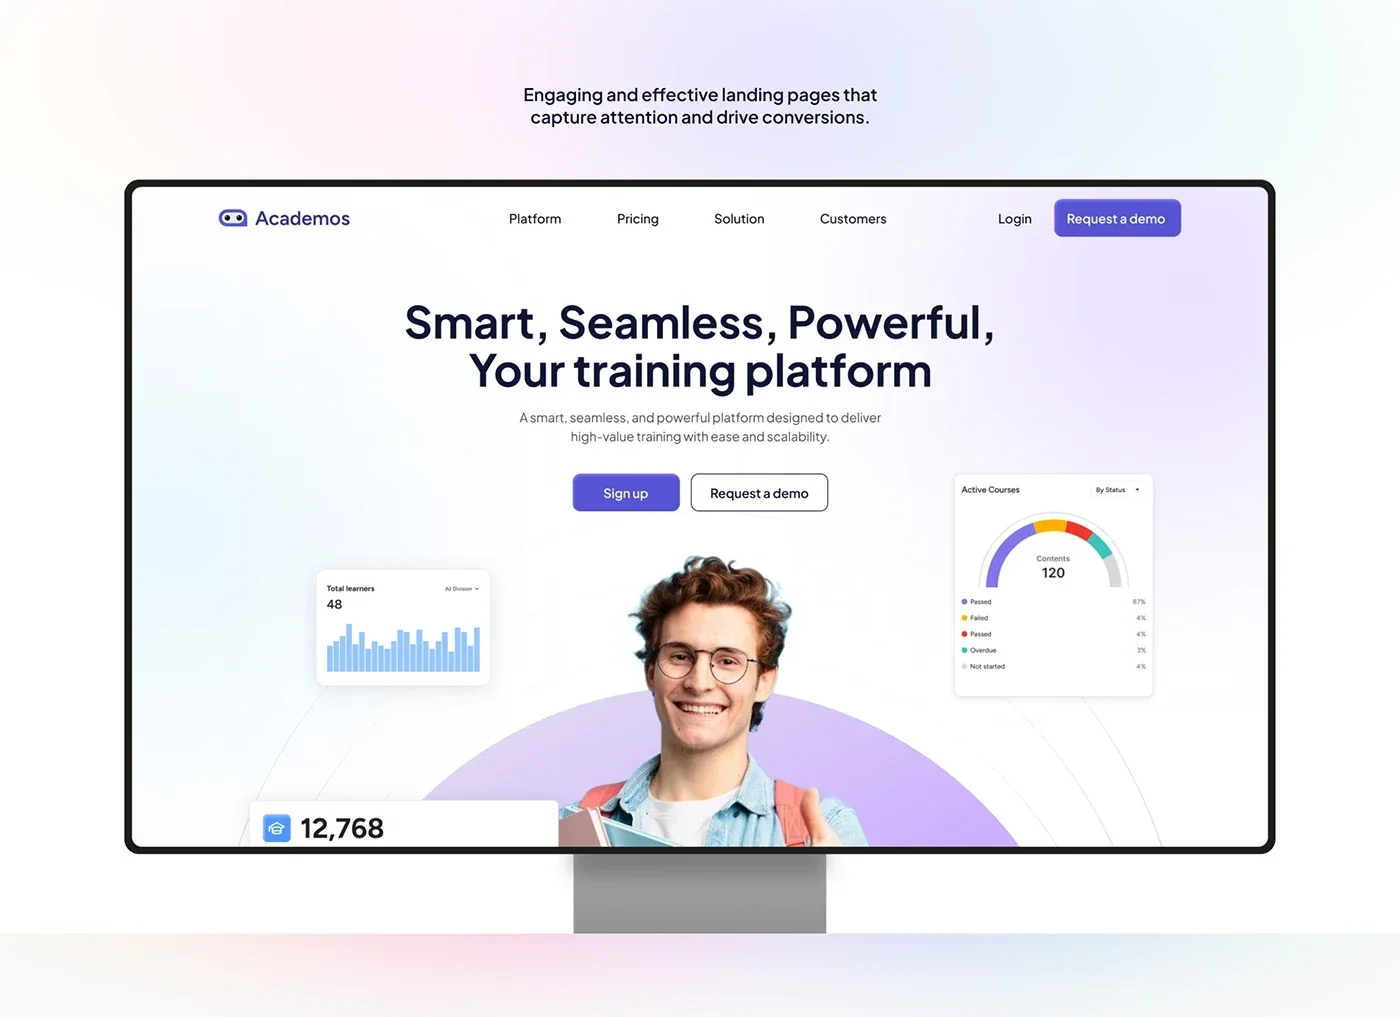 Engaging and effective landing pages that
capture attention and drive conversions.
Academos
Platform
Pricing
Solution
Customers
Login
Request a demo
Smart, Seamless, Powerful,
Your training platform
A smart, seamless, and powerful platform designed to deliver
high-value training with ease and scalability.
Sign up
Request a demo
Total learners
All Division
48
Active Courses
By Status
Contents
120
Passed 87%
Failed 4%
Passed 4%
Overdue 3%
Not started 4%
12,768